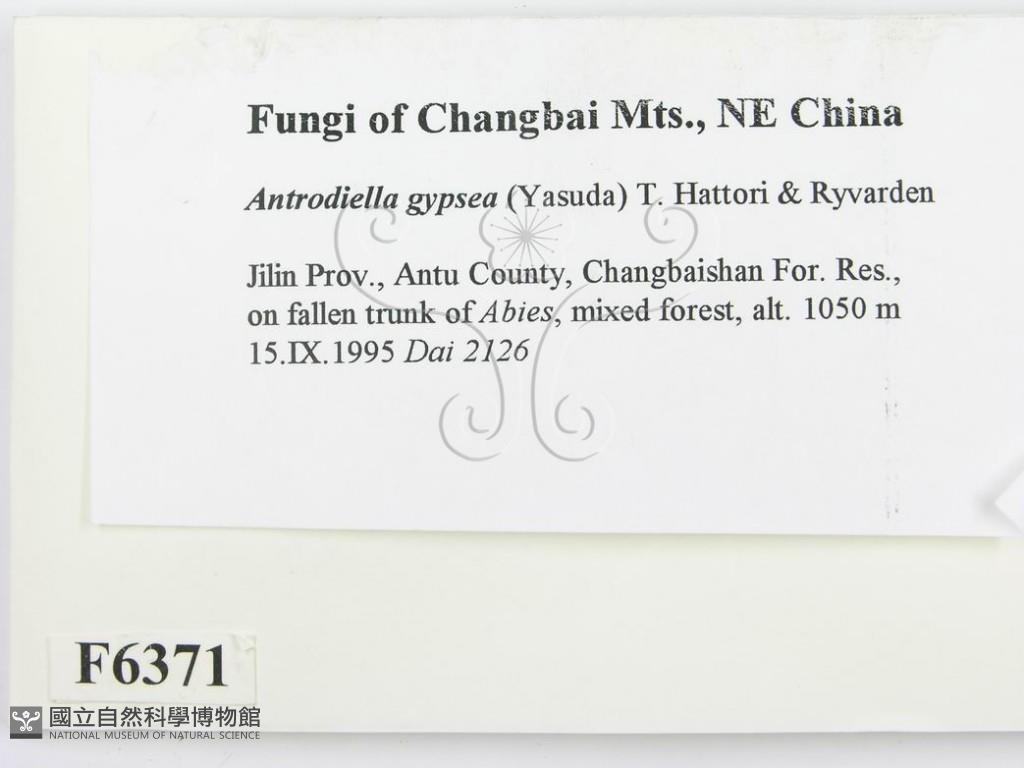 Fungi of Changbai Mts., NE China
Antrodiella gypsea (Yasuda) T. Hattori & Ryvarden
Jilin Prov., Antu County, Changbaishan For. Res.,
on fallen trunk of Abies, mixed forest, alt. 1050 m
15.IX.1995 Dai 2126
F6371
國立自然科學博物館
NATIONAL MUSEUM OF NATURAL SCIENCE